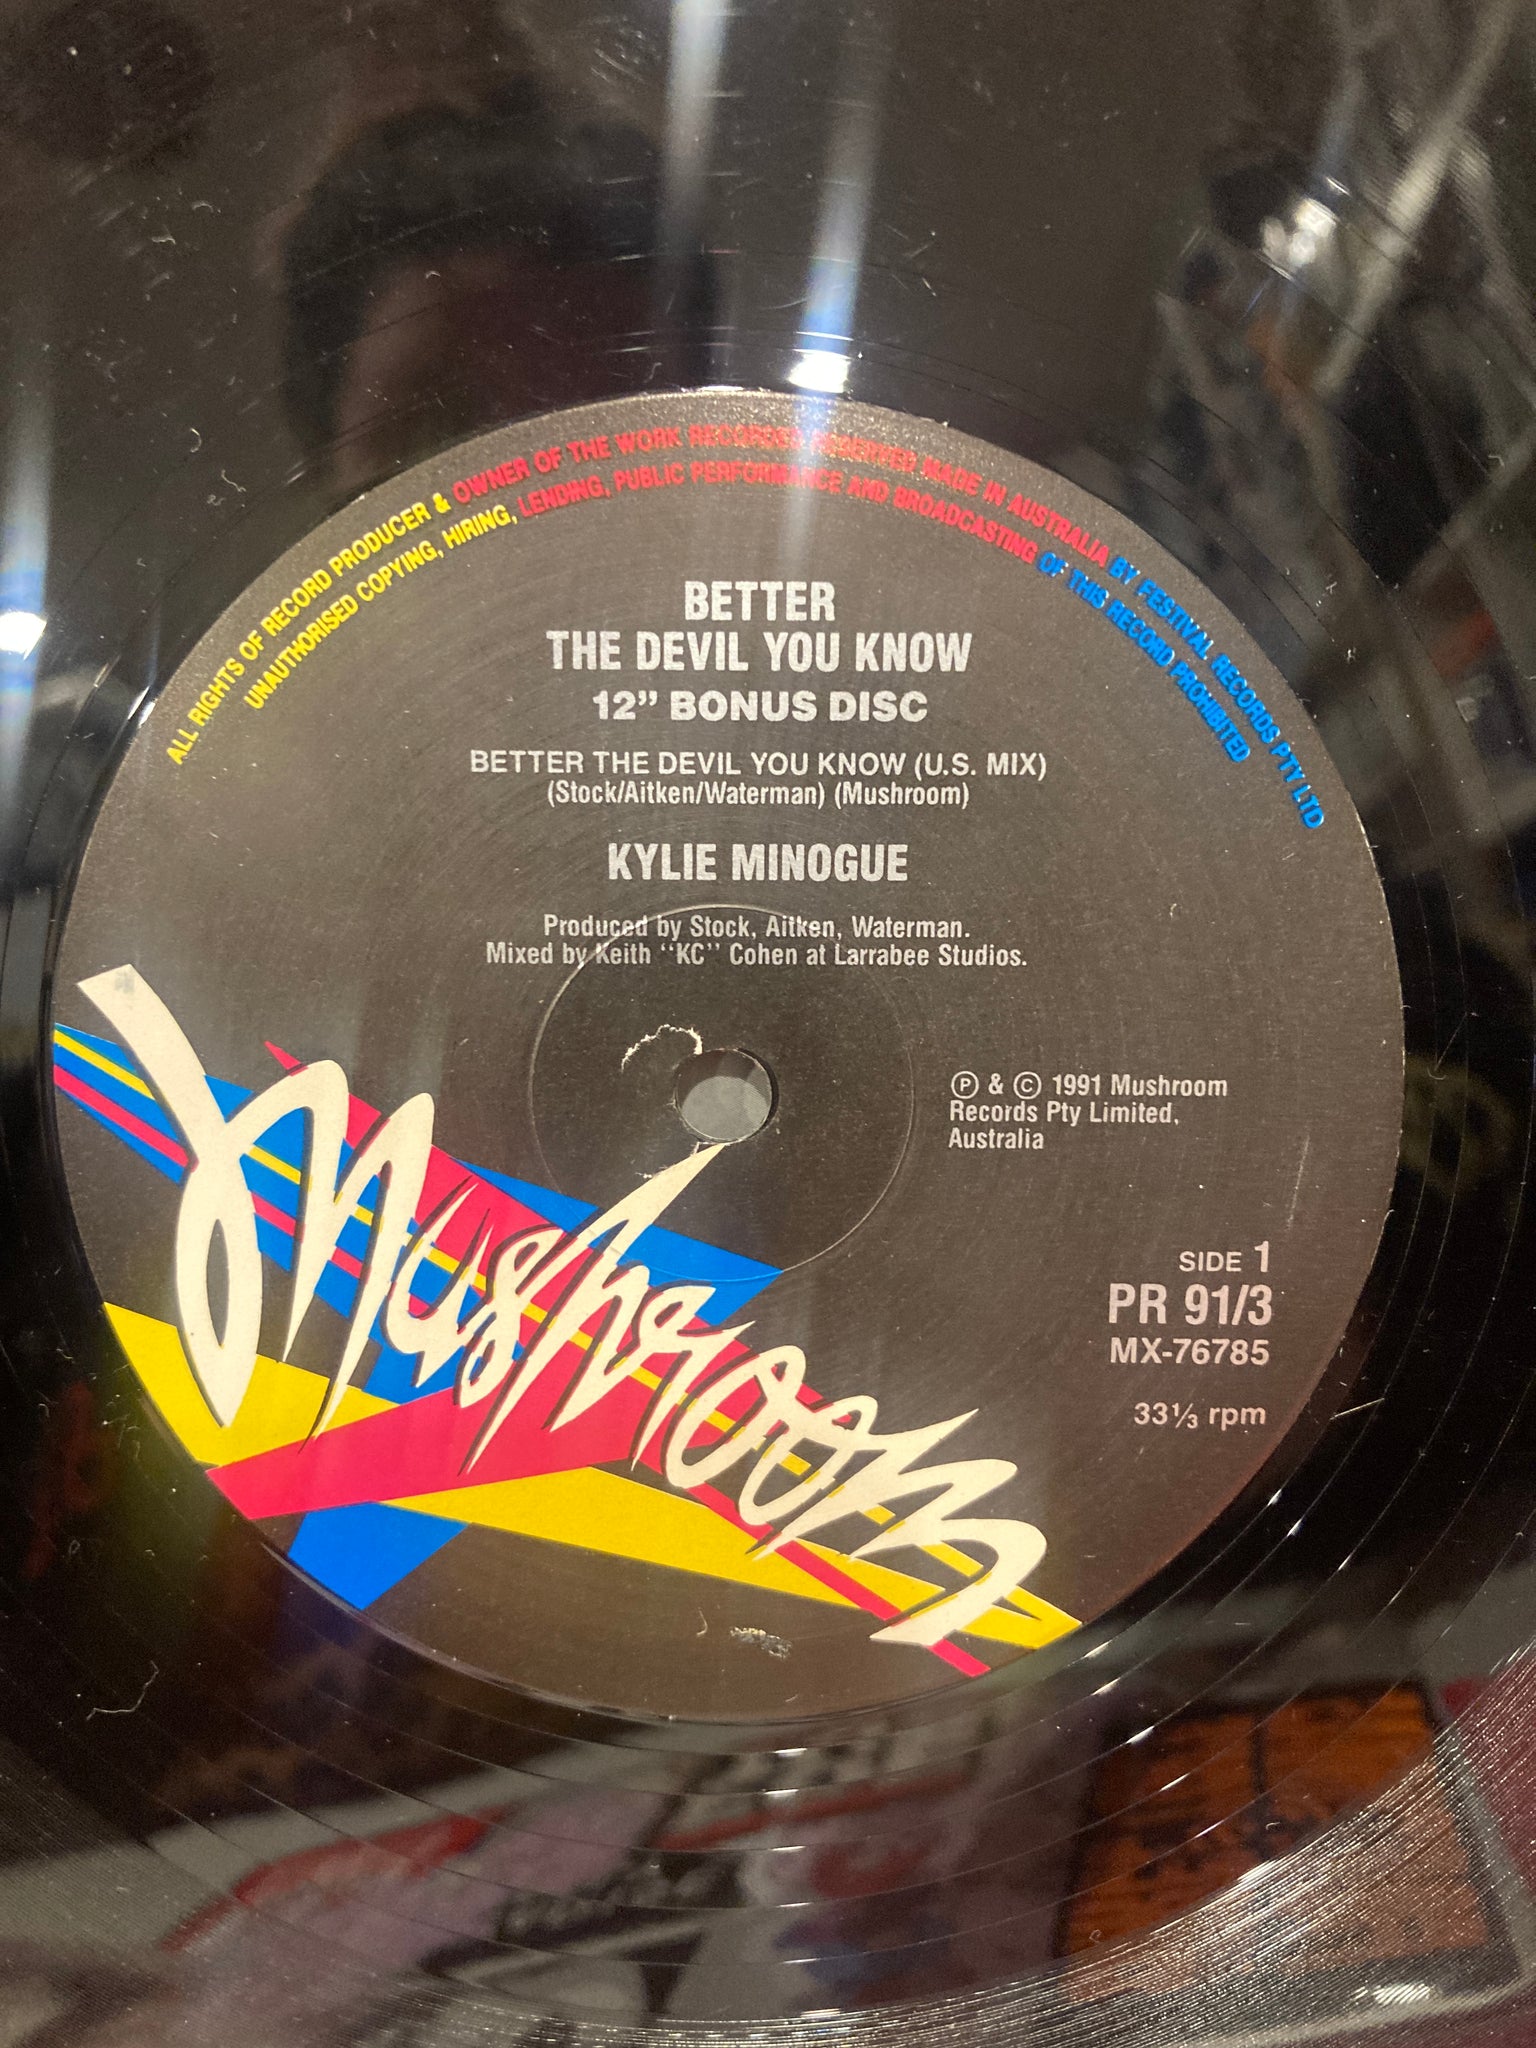 ALL RIGHTS OF RECORD PRODUCER & OWNER OF THE WORK RECORDED RESERVED MADE IN AUSTRALIA BY FESTIVAL RECORDS PTY LTD
UNAUTHORISED COPYING, HIRING, LENDING, PUBLIC PERFORMANCE AND BROADCASTING OF THIS RECORD PROHIBITED
BETTER
THE DEVIL YOU KNOW
12” BONUS DISC
BETTER THE DEVIL YOU KNOW (U.S. MIX)
(Stock/Aitken/Waterman) (Mushroom)
KYLIE MINOGUE
Produced by Stock, Aitken, Waterman.
Mixed by Keith “KC” Cohen at Larrabee Studios.
Ⓟ & © 1991 Mushroom
Records Pty Limited,
Australia
Mushroom
SIDE 1
PR 91/3
MX-76785
33⅓ rpm